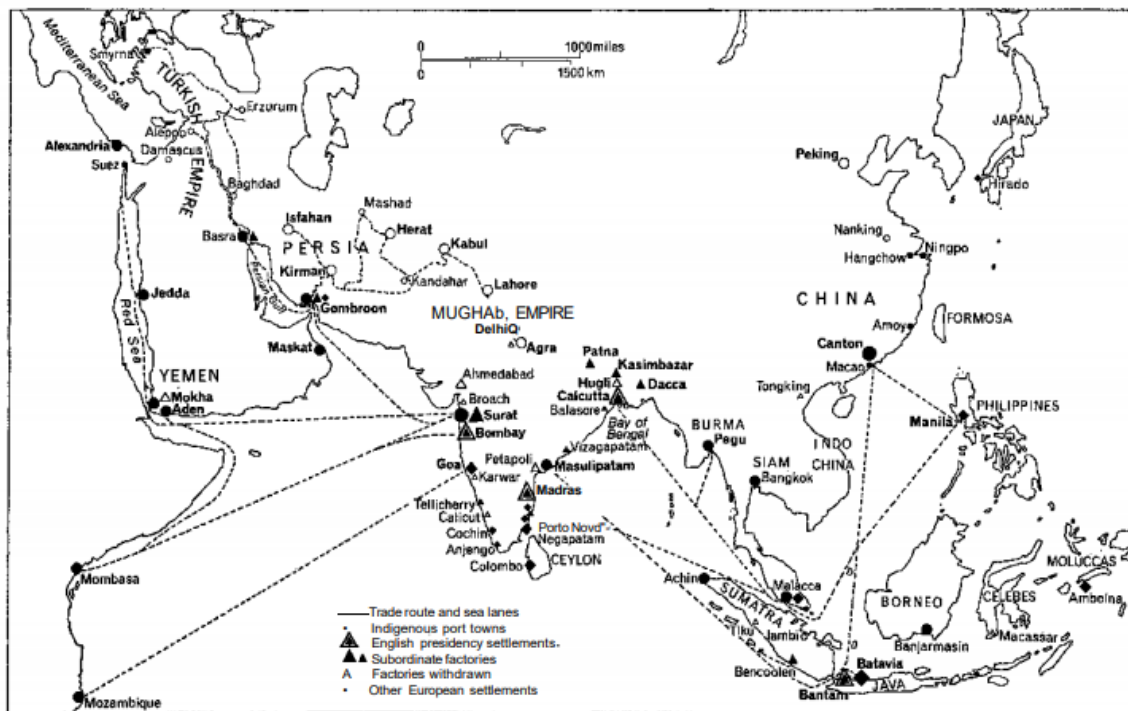 Mediterranean Sea
Smyrna
TURKISH
EMPIRE
Erzurum
Aleppo
Damascus
Alexandria
Suez
Baghdad
Basra
Isfahan
Mashad
Herat
Kabul
PERSIA
Kirman
Kandahar
Lahore
Persian Gulf
Gombroon
Jedda
Red Sea
Maskat
YEMEN
Mokha
Aden
0 1000miles
0 1500 km
MUGHAb, EMPIRE
DelhiQ
Agra
Patna
Kasimbazar
Ahmedabad
Hugli
Calcutta
Dacca
Broach
Balasore
Surat
Bombay
Bay of
Bengal
Vizagapatam
BURMA
Pegu
Petapoli
Masulipatam
Goa
Karwar
Madras
Tellicherry
Calicut
Porto Novo"
Cochin
Negapatam
Anjengo
Colombo
CEYLON
Mombasa
Mozambique
JAPAN
Peking
Hirado
Nanking
Ningpo
Hangchow
CHINA
Amoy
FORMOSA
Canton
Macao
Tongking
PHILIPPINES
Manila
INDO
CHINA
SIAM
Bangkok
Achin
Malacca
SUMATRA
Tiku
Jambi
BORNEO
Banjarmasin
CELEBES
Macassar
MOLUCCAS
Amboina
Bencoolen
Batavia
Bantam
JAVA
Trade route and sea lanes
Indigenous port towns
English presidency settlements.
Subordinate factories
Factories withdrawn
Other European settlements